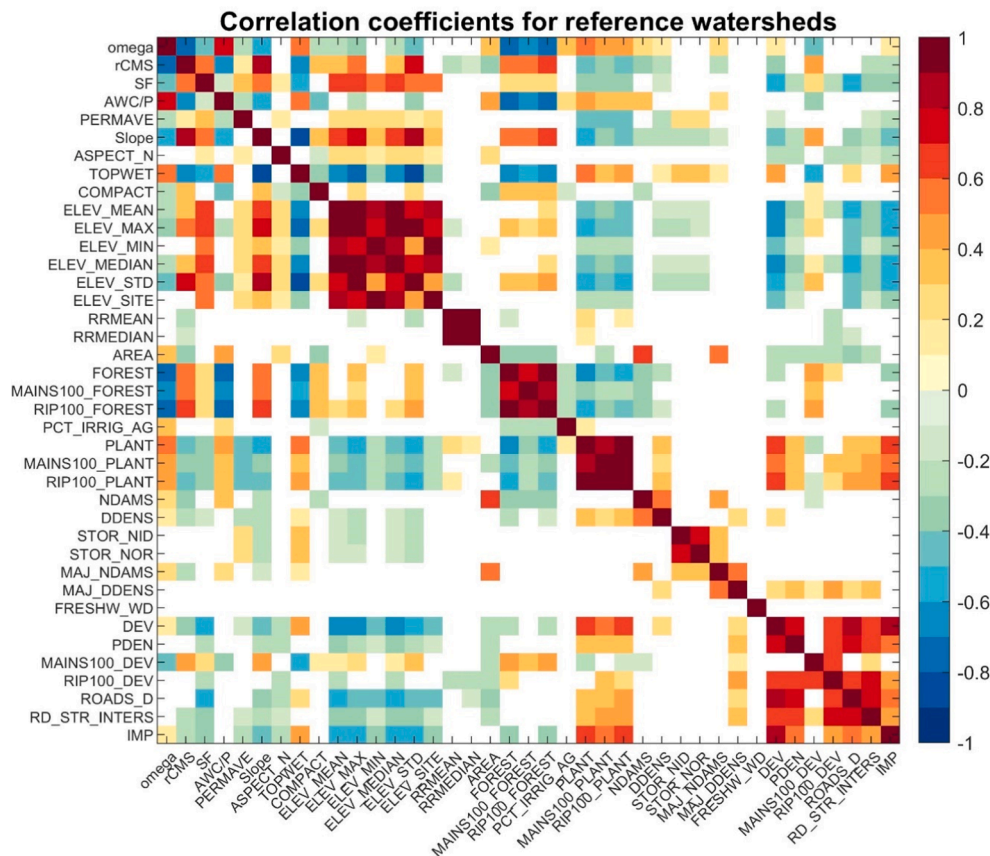 Correlation coefficients for reference watersheds
omega
rCMS
SF
AWC/P
PERMAVE
Slope
ASPECT_N
TOPWET
COMPACT
ELEV_MEAN
ELEV_MAX
ELEV_MIN
ELEV_MEDIAN
ELEV_STD
ELEV_SITE
RRMEAN
RRMEDIAN
AREA
FOREST
MAINS100_FOREST
RIP100_FOREST
PCT_IRRIG_AG
PLANT
MAINS100_PLANT
RIP100_PLANT
NDAMS
DDENS
STOR_NID
STOR_NOR
MAJ_NDAMS
MAJ_DDENS
FRESHW_WD
DEV
PDEN
MAINS100_DEV
RIP100_DEV
ROADS_D
RD_STR_INTERS
IMP
omega
rCMS
SF
AWC/P
PERMAVE
Slope
ASPECT_N
TOPWET
COMPACT
ELEV_MEAN
ELEV_MAX
ELEV_MIN
ELEV_MEDIAN
ELEV_STD
ELEV_SITE
RRMEAN
RRMEDIAN
AREA
FOREST
MAINS100_FOREST
RIP100_FOREST
PCT_IRRIG_AG
PLANT
MAINS100_PLANT
RIP100_PLANT
NDAMS
DDENS
STOR_NID
STOR_NOR
MAJ_NDAMS
MAJ_DDENS
FRESHW_WD
DEV
PDEN
MAINS100_DEV
RIP100_DEV
ROADS_D
RD_STR_INTERS
IMP
1
0.8
0.6
0.4
0.2
0
-0.2
-0.4
-0.6
-0.8
-1